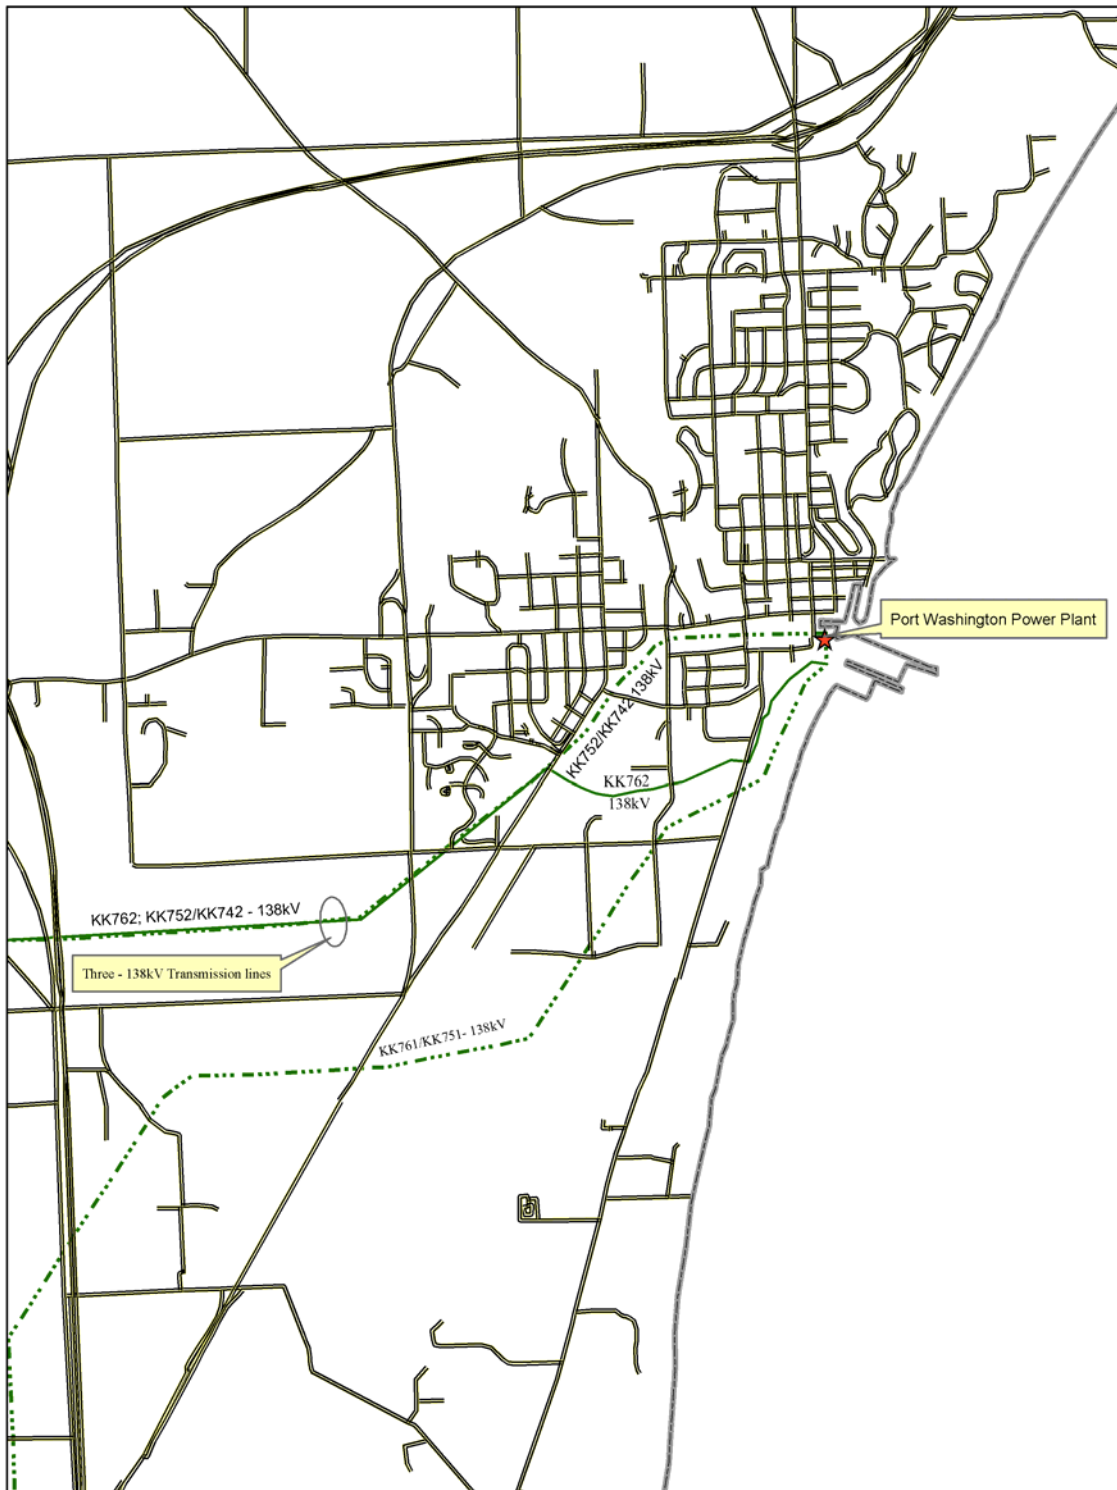 Port Washington Power Plant
KK752/KK742 138kV
KK762
138kV
KK762; KK752/KK742 - 138kV
Three - 138kV Transmission lines
KK761/KK751- 138kV